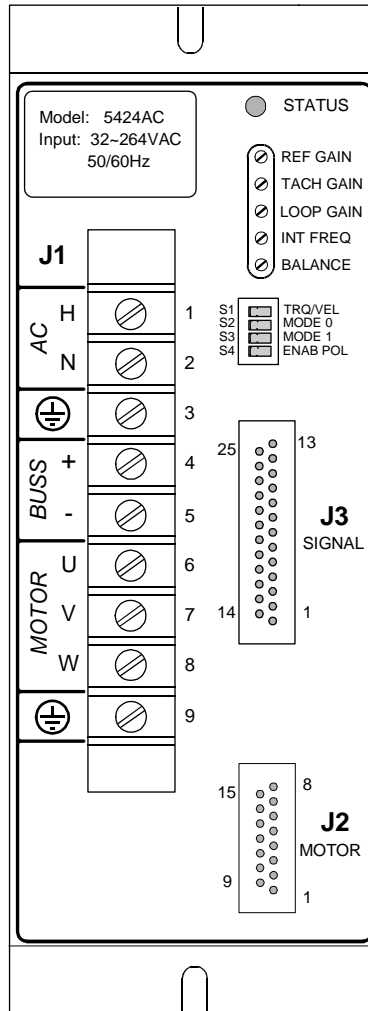 Model: 5424AC
Input: 32~264VAC
50/60Hz
STATUS
REF GAIN
TACH GAIN
LOOP GAIN
INT FREQ
BALANCE
J1
AC
H
1
N
2
3
BUSS
+
4
-
5
MOTOR
U
6
V
7
W
8
9
S1
TRQ/VEL
S2
MODE 0
S3
MODE 1
S4
ENAB POL
25
13
J3
SIGNAL
14
1
15
8
J2
MOTOR
9
1